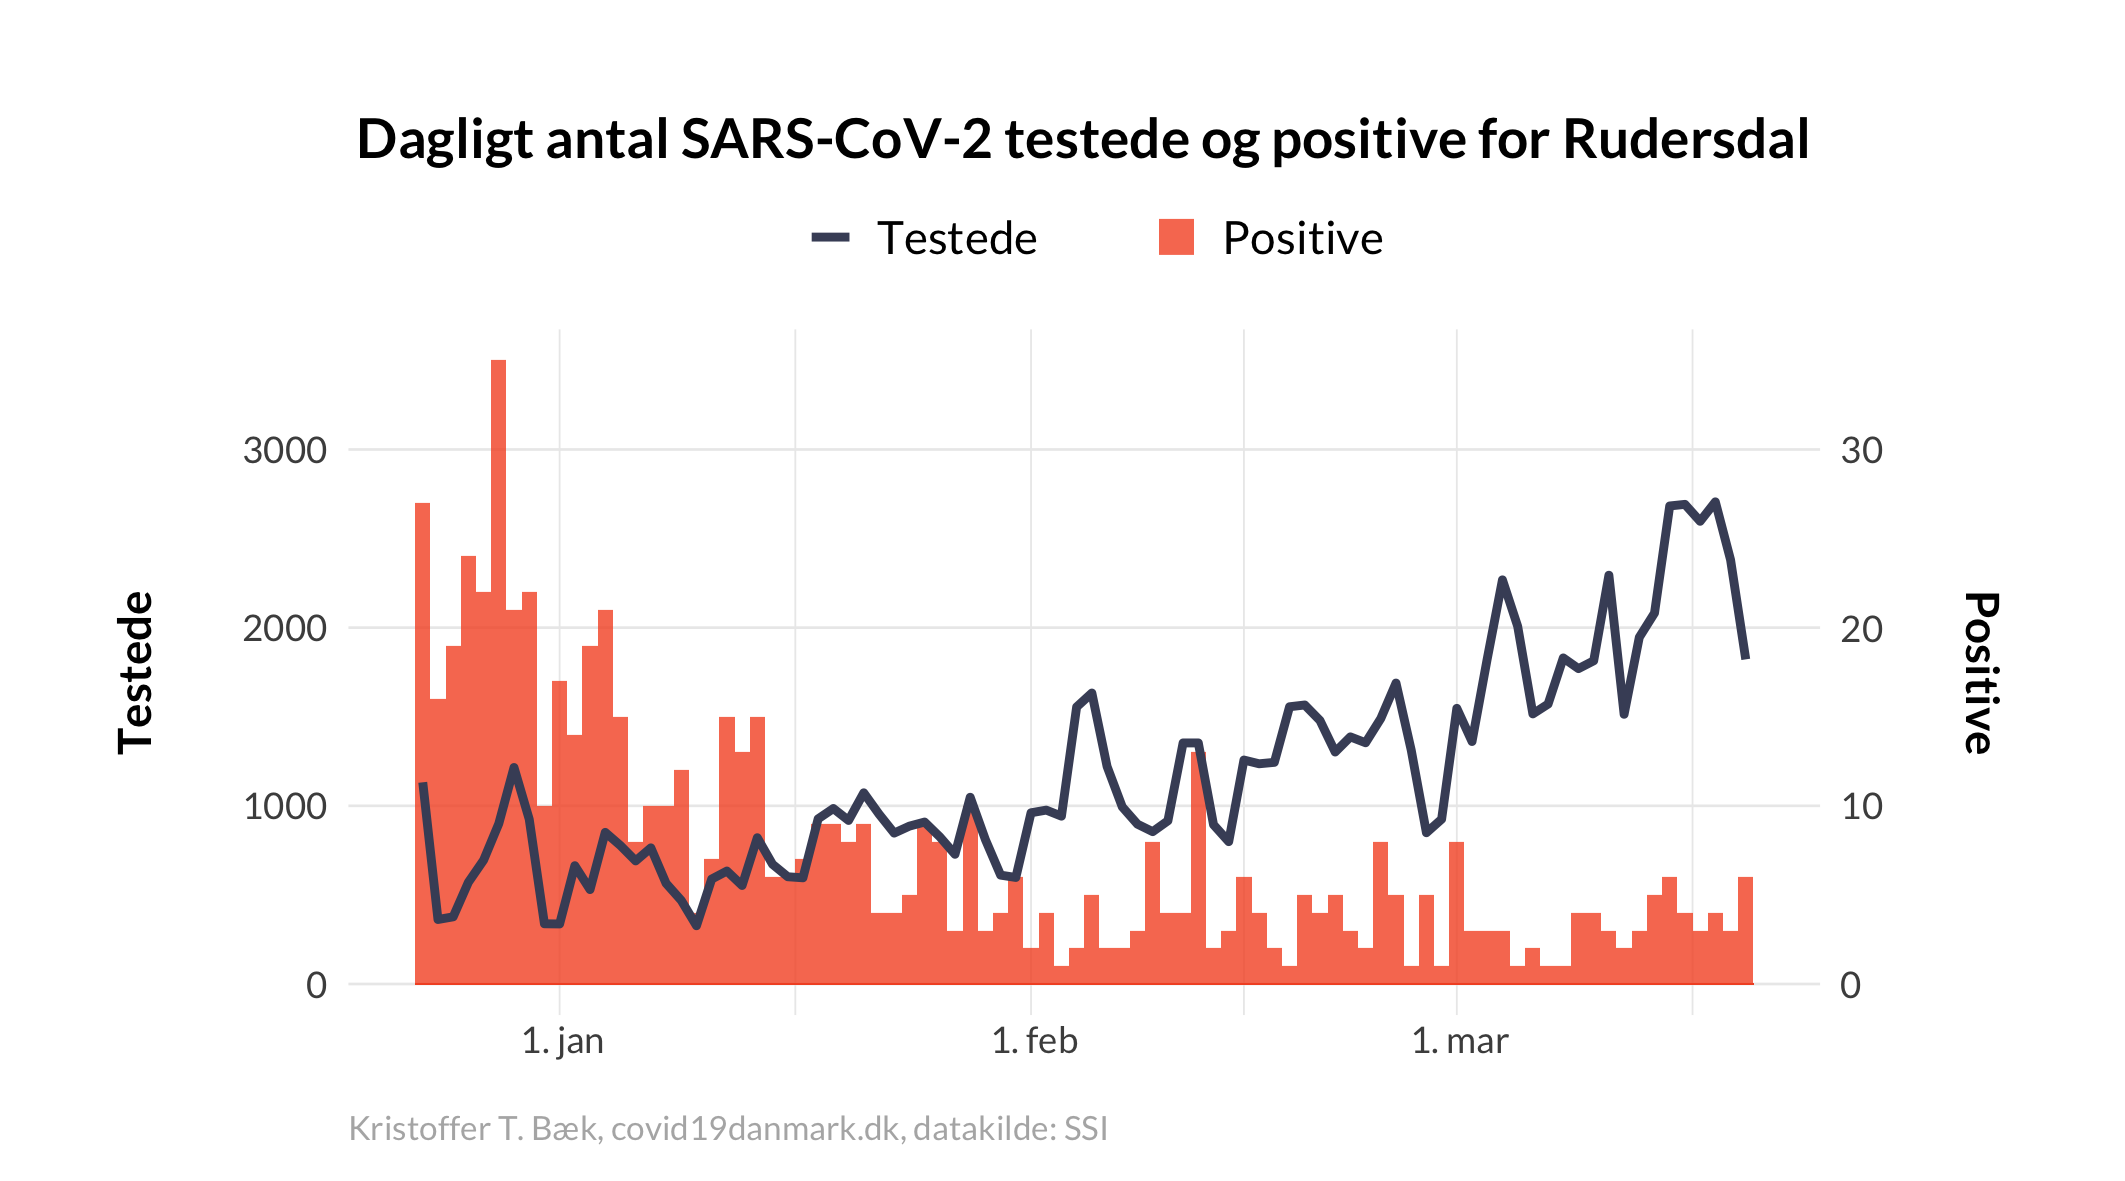 Dagligt antal SARS-CoV-2 testede og positive for Rudersdal
Testede
Positive
Testede
3000
2000
1000
0
30
20
10
0
Positive
1. jan
1. feb
1. mar
Kristoffer T. Bæk, covid19danmark.dk, datakilde: SSI